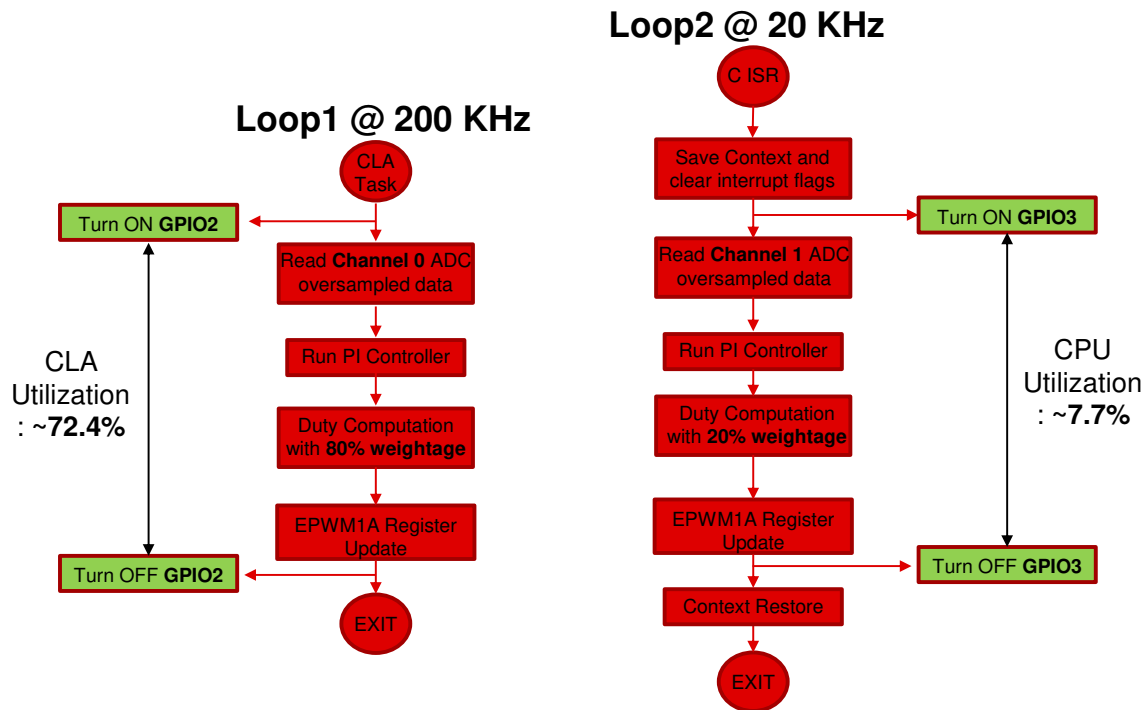 Loop2 @ 20 KHz
C ISR
Loop1 @ 200 KHz
CLA
Task
Save Context and
clear interrupt flags
Turn ON GPIO2
Turn ON GPIO3
Read Channel 0 ADC
oversampled data
Read Channel 1 ADC
oversampled data
Run PI Controller
Run PI Controller
CLA
Utilization
: ~72.4%
CPU
Utilization
: ~7.7%
Duty Computation
with 80% weightage
Duty Computation
with 20% weightage
EPWM1A Register
Update
EPWM1A Register
Update
Turn OFF GPIO2
Turn OFF GPIO3
Context Restore
EXIT
EXIT